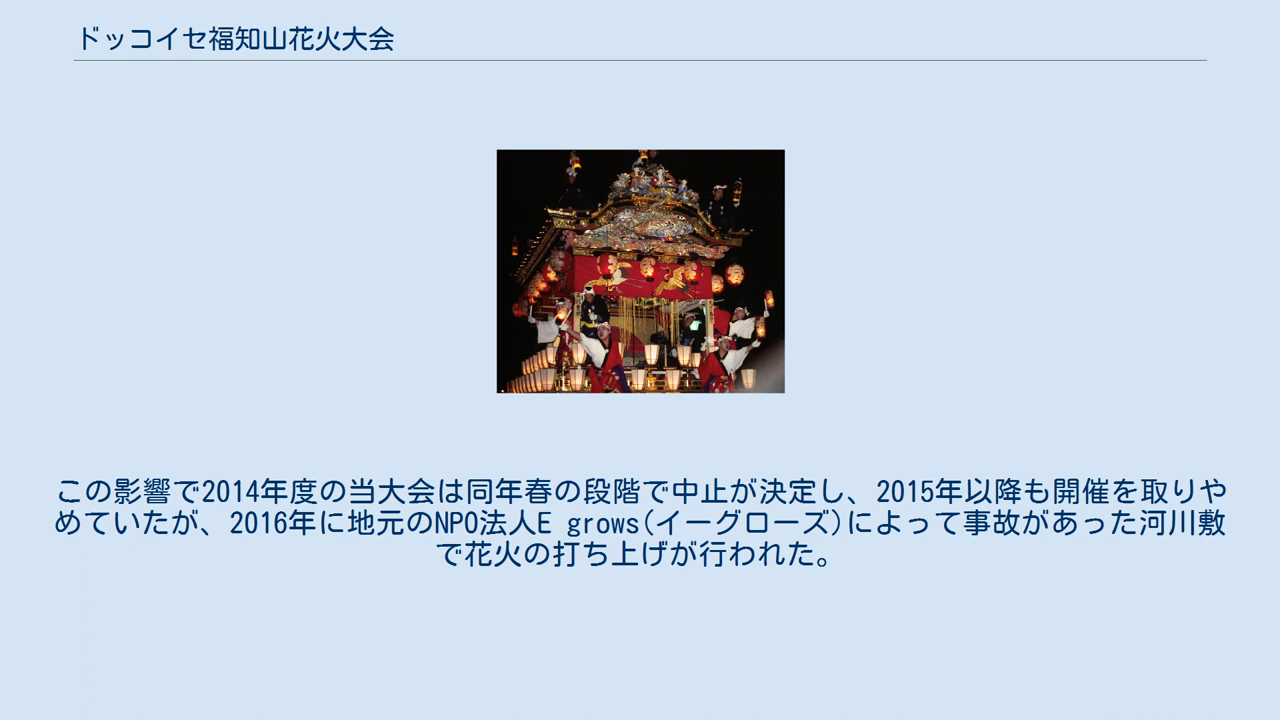 ドッコイセ福知山花火大会
この影響で2014年度の当大会は同年春の段階で中止が決定し、2015年以降も開催を取りや
めていたが、2016年に地元のNPO法人E grows(イーグローズ)によって事故があった河川敷
で花火の打ち上げが行われた。